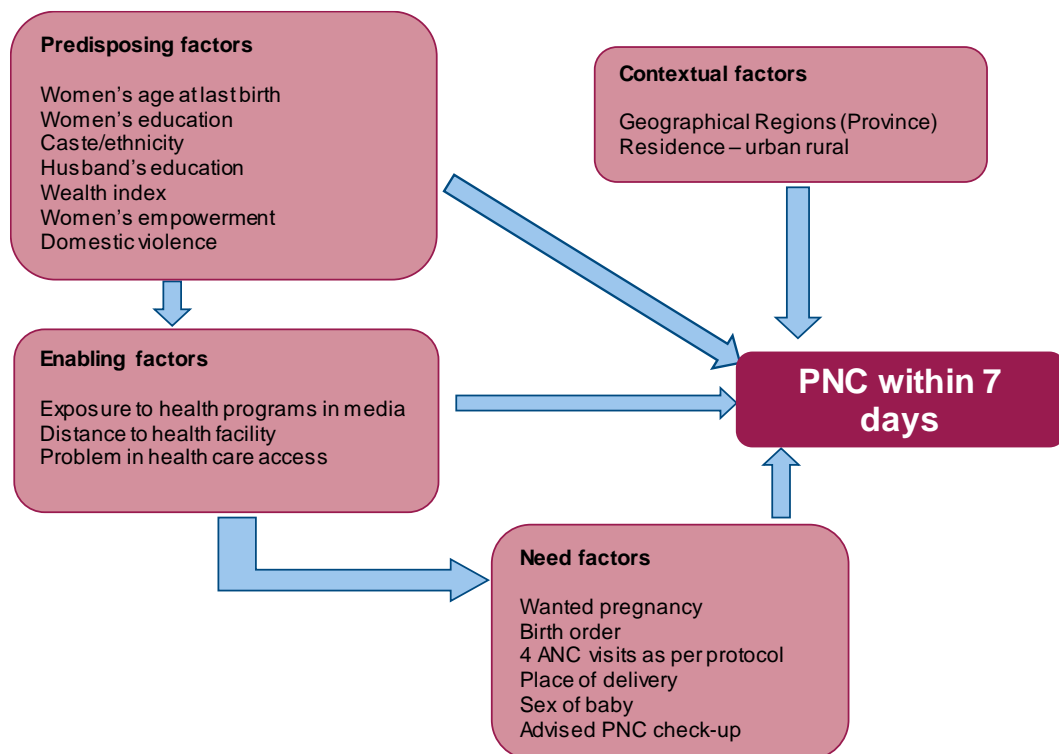 Predisposing factors
Women's age at last birth
Women's education
Caste/ethnicity
Husband's education
Wealth index
Women's empowerment
Domestic violence
Contextual factors
Geographical Regions (Province)
Residence – urban rural
Enabling factors
Exposure to health programs in media
Distance to health facility
Problem in health care access
PNC within 7
days
Need factors
Wanted pregnancy
Birth order
4 ANC visits as per protocol
Place of delivery
Sex of baby
Advised PNC check-up